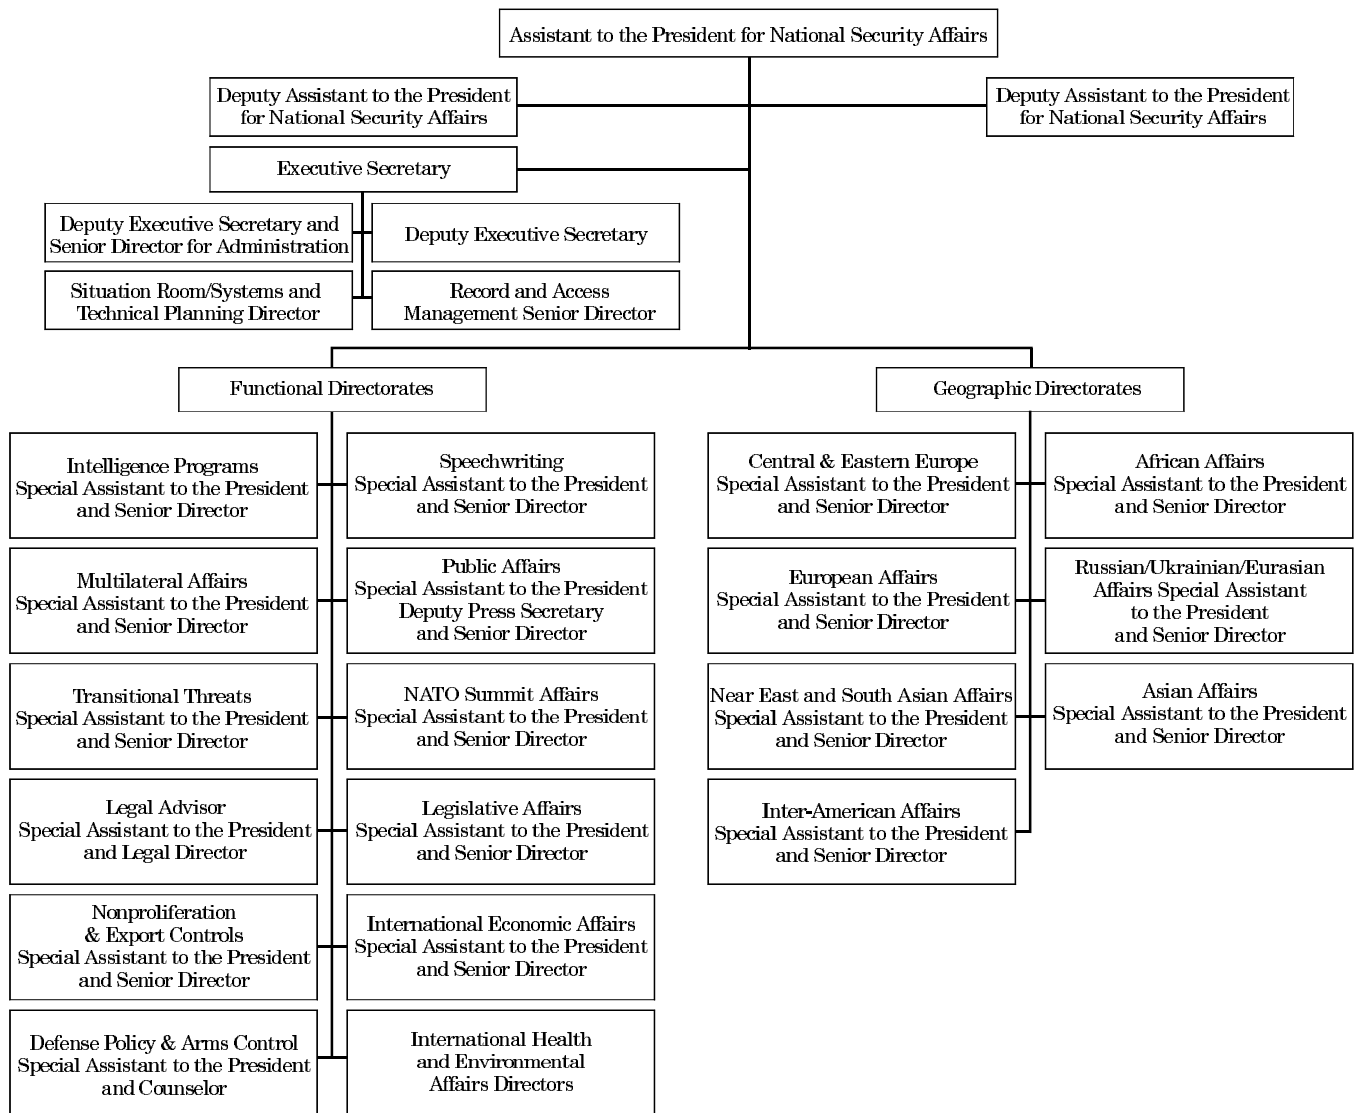 Assistant to the President for National Security Affairs
Deputy Assistant to the President
for National Security Affairs
Deputy Assistant to the President
for National Security Affairs
Executive Secretary
Deputy Executive Secretary and
Senior Director for Administration
Deputy Executive Secretary
Situation Room/Systems and
Technical Planning Director
Record and Access
Management Senior Director
Functional Directorates
Geographic Directorates
Intelligence Programs
Special Assistant to the President
and Senior Director
Speechwriting
Special Assistant to the President
and Senior Director
Multilateral Affairs
Special Assistant to the President
and Senior Director
Public Affairs
Special Assistant to the President
Deputy Press Secretary
and Senior Director
Transitional Threats
Special Assistant to the President
and Senior Director
NATO Summit Affairs
Special Assistant to the President
and Senior Director
Legal Advisor
Special Assistant to the President
and Legal Director
Legislative Affairs
Special Assistant to the President
and Senior Director
Nonproliferation
& Export Controls
Special Assistant to the President
and Senior Director
International Economic Affairs
Special Assistant to the President
and Senior Director
Defense Policy & Arms Control
Special Assistant to the President
and Counselor
International Health
and Environmental
Affairs Directors
Central & Eastern Europe
Special Assistant to the President
and Senior Director
African Affairs
Special Assistant to the President
and Senior Director
European Affairs
Special Assistant to the President
and Senior Director
Russian/Ukrainian/Eurasian
Affairs Special Assistant
to the President
and Senior Director
Near East and South Asian Affairs
Special Assistant to the President
and Senior Director
Asian Affairs
Special Assistant to the President
and Senior Director
Inter-American Affairs
Special Assistant to the President
and Senior Director